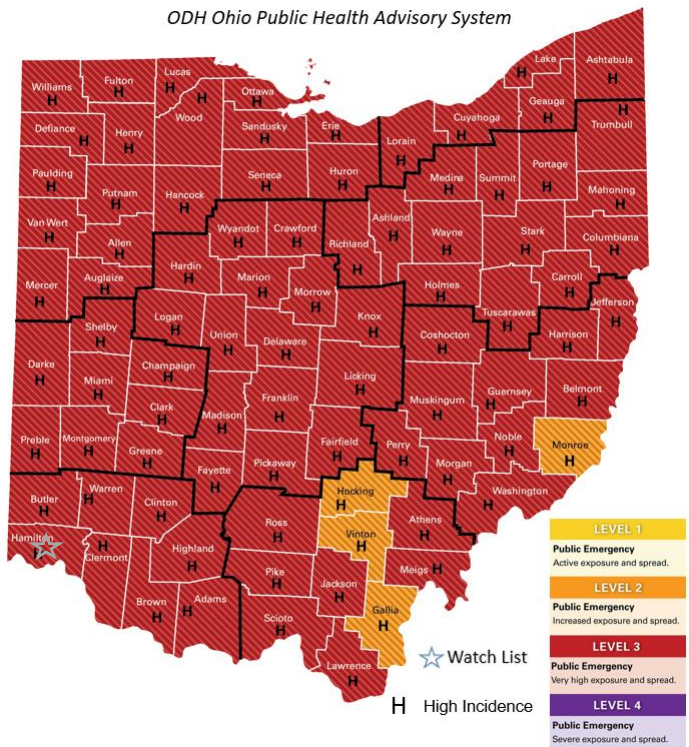 ODH Ohio Public Health Advisory System
Lake
H
Ashtabula
H
Williams
H
Fulton
H
Lucas
H
Ottawa
H
Geauga
H
Wood
Cuyahoga
H
H
Trumbull
Defiance H
Henry
H
Sandusky
H
Erie
H
Lorain
H
Portage
H
Paulding
H
Seneca
H
Huron
H
Medina
H
Summit
H
Mahoning
H
Putnam
H
Hancock
H
Van Wert
H
Wyandot
H
Crawford
H
Ashland
H
Richland
H
Wayne
H
Stark
H
Columbiana
H
Allen
H
Hardin
H
Mercer
H
Auglaize
H
Marion
H
Morrow
H
Holmes
H
Carroll
H
Tuscarawas
H
Jefferson
H
Shelby
H
Logan
H
Union
H
Knox
H
Coshocton
H
Harrison
H
Delaware
H
Darke
H
Champaign
H
Miami
H
Licking
H
Guernsey
H
Belmont
H
Clark
H
Madison
H
Franklin
H
Muskingum
H
Preble
H
Montgomery
H
Greene
H
Fairfield
H
Perry
H
Noble
H
Monroe
H
Fayette
H
Pickaway
H
Morgan
H
Butler
H
Warren
H
Clinton
H
Hocking
H
Washington
H
Ross
H
Athens
H
Hamilton
H
Clermont
Vinton
H
Highland
H
Pike
H
Jackson
H
Meigs H
Brown
H
Adams
H
Scioto
H
Gallia
H
Lawrence
H
Watch List
H High Incidence
LEVEL 1
Public Emergency
Active exposure and spread.
LEVEL 2
Public Emergency
Increased exposure and spread.
LEVEL 3
Public Emergency
Very high exposure and spread.
LEVEL 4
Public Emergency
Severe exposure and spread.